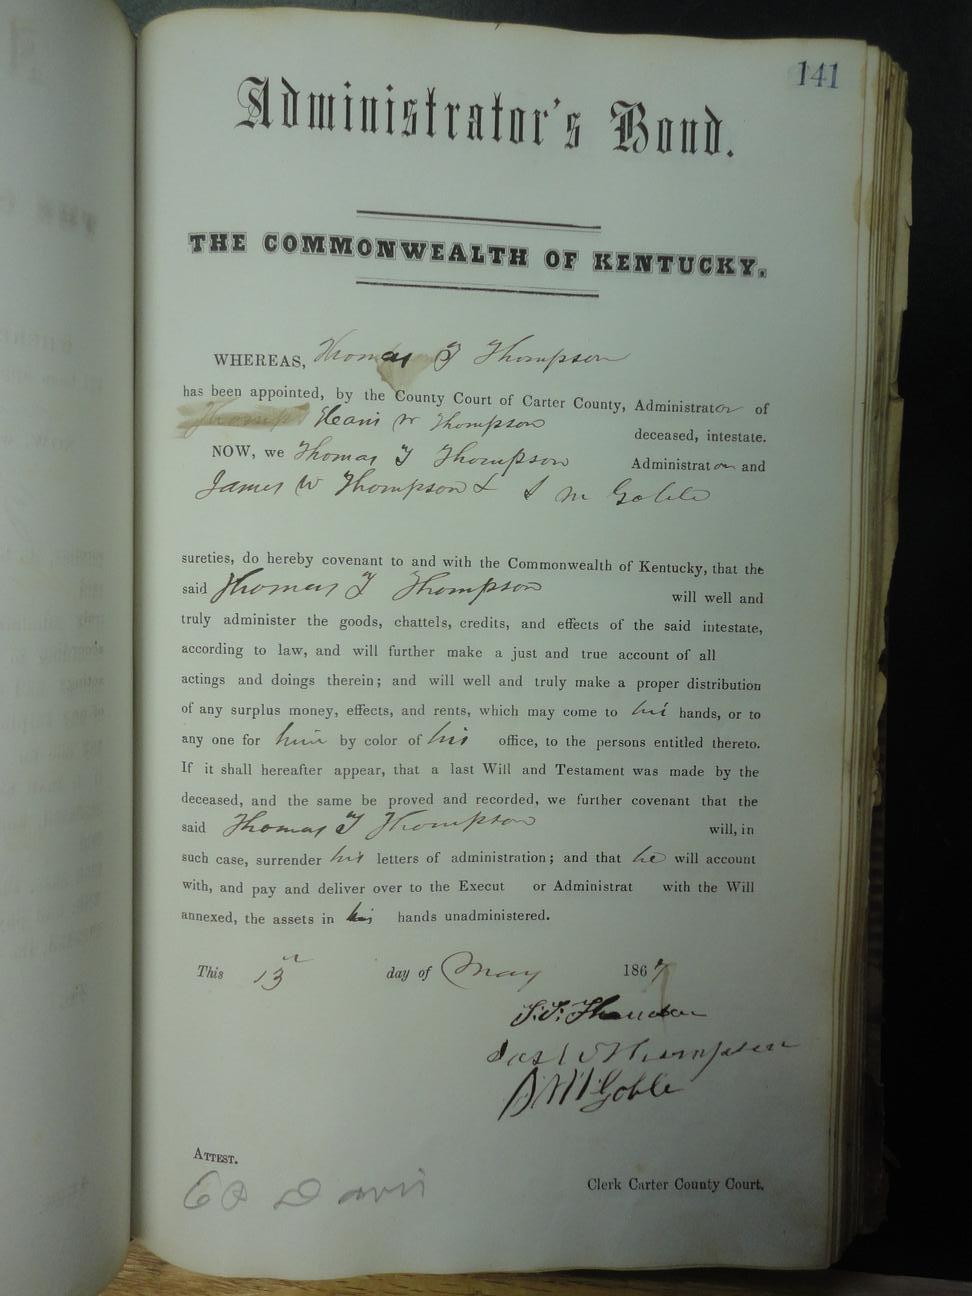 141
Administrator's Bond.
THE COMMONWEALTH OF KENTUCKY.
WHEREAS, Thomas T Thompson
has been appointed, by the County Court of Carter County, Administrator of
W Thompson
deceased, intestate.
NOW, we Thomas T Thompson Administrator and
James W Thompson & S M Goble
sureties, do hereby covenant to and with the Commonwealth of Kentucky, that the
said Thomas T Thompson will well and
truly administer the goods, chattels, credits, and effects of the said intestate,
according to law, and will further make a just and true account of all
actings and doings therein; and will well and truly make a proper distribution
of any surplus money, effects, and rents, which may come to his hands, or to
any one for him by color of his office, to the persons entitled thereto.
If it shall hereafter appear, that a last Will and Testament was made by the
deceased, and the same be proved and recorded, we further covenant that the
said Thomas T Thompson will, in
such case, surrender his letters of administration; and that he will account
with, and pay and deliver over to the Execut or Administrat with the Will
annexed, the assets in his hands unadministered.
This 13 day of May 1867
Jas W Thompson
Goble
ATTEST.
Davis Clerk Carter County Court.